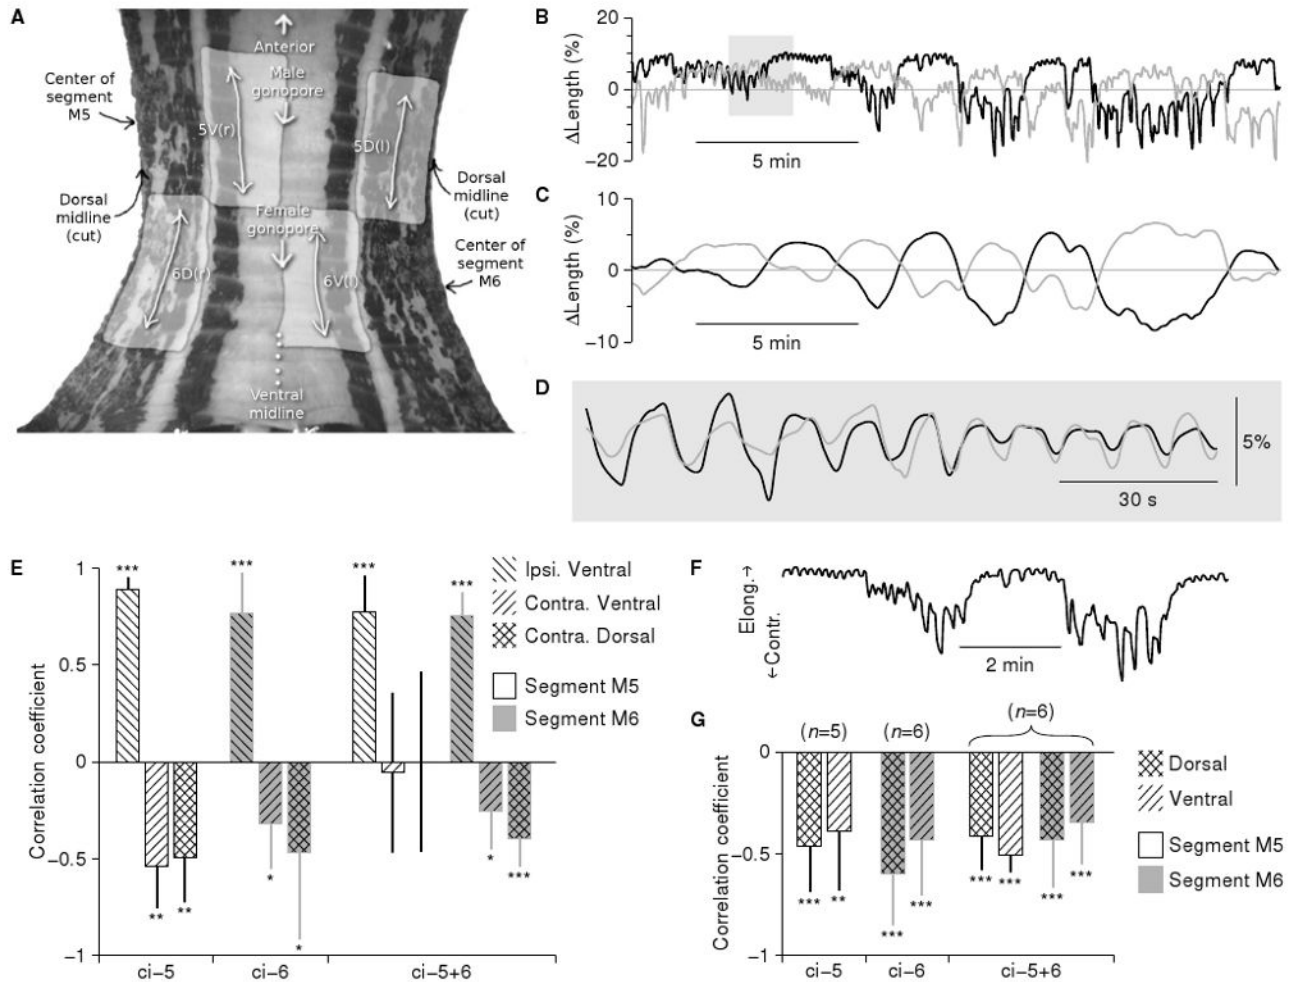 A
Anterior
Male
gonopore
Center of
segment
M5
5V(r)
5D(l)
Dorsal
midline
(cut)
Dorsal
midline
(cut)
Female
gonopore
Center of
segment
M6
6D(r)
6V(l)
Ventral
midline
B
ΔLength (%)
20
0
−20
5 min
C
ΔLength (%)
10
0
−10
5 min
D
5%
30 s
E
Correlation coefficient
1
0.5
0
−0.5
−1
***
**
**
***
*
*
***
***
*
***
ci−5
ci−6
ci−5+6
Ipsi. Ventral
Contra. Ventral
Contra. Dorsal
Segment M5
Segment M6
F
Elong.→
←Contr.
2 min
G
Correlation coefficient
0
−0.5
−1
(n=5)
(n=6)
(n=6)
***
**
***
***
***
***
***
***
ci−5
ci−6
ci−5+6
Dorsal
Ventral
Segment M5
Segment M6